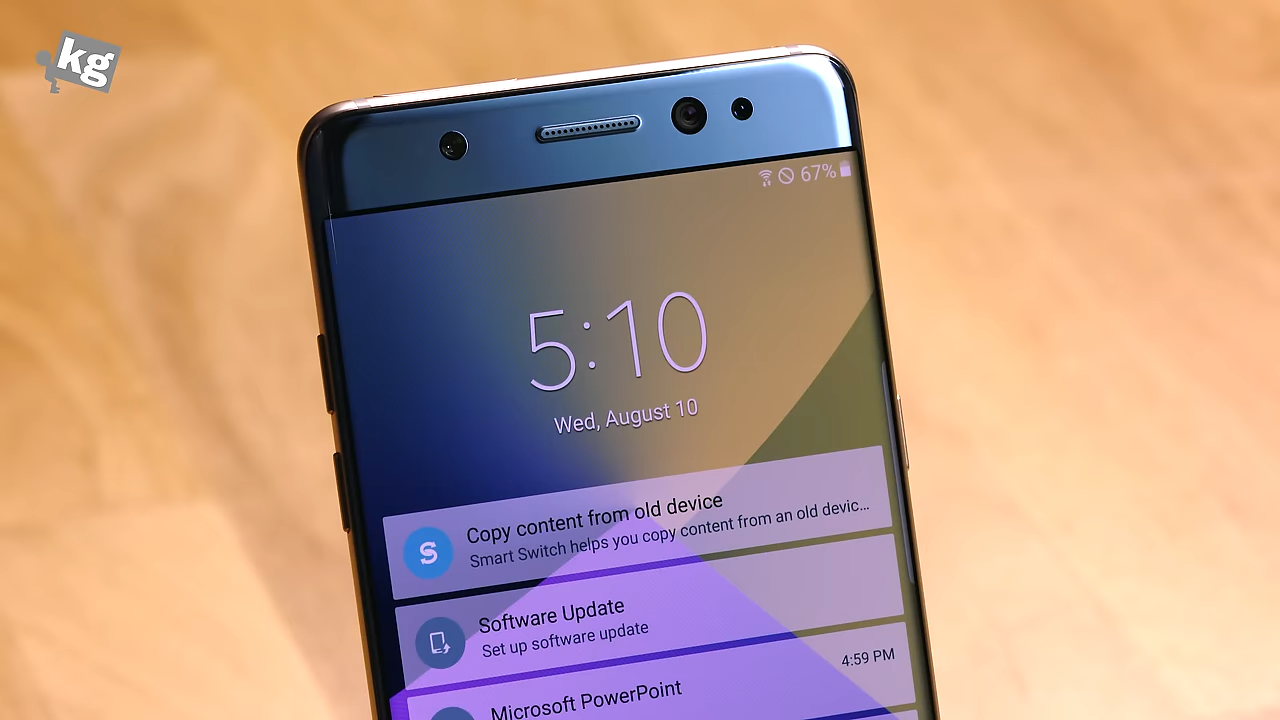 kg
67%
5:10
Wed, August 10
Copy content from old device
Smart Switch helps you copy content from an old devic...
S
Software Update
Set up software update
4:59 PM
Microsoft PowerPoint